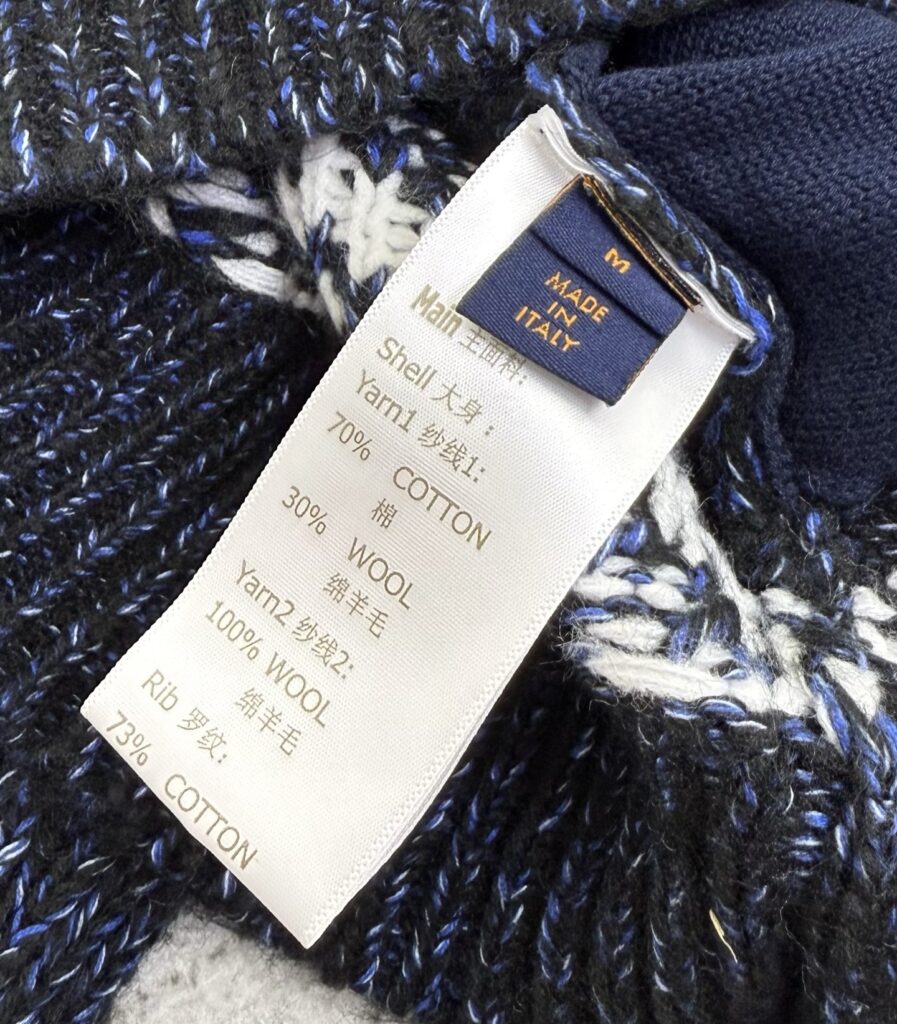 M
MADE
IN
ITALY
Main 主面料:
Shell 大身:
Yarn1 纱线1:
70% COTTON
棉
30% WOOL
绵羊毛
Yarn2 纱线2:
100% WOOL
绵羊毛
Rib 罗纹:
73% COTTON